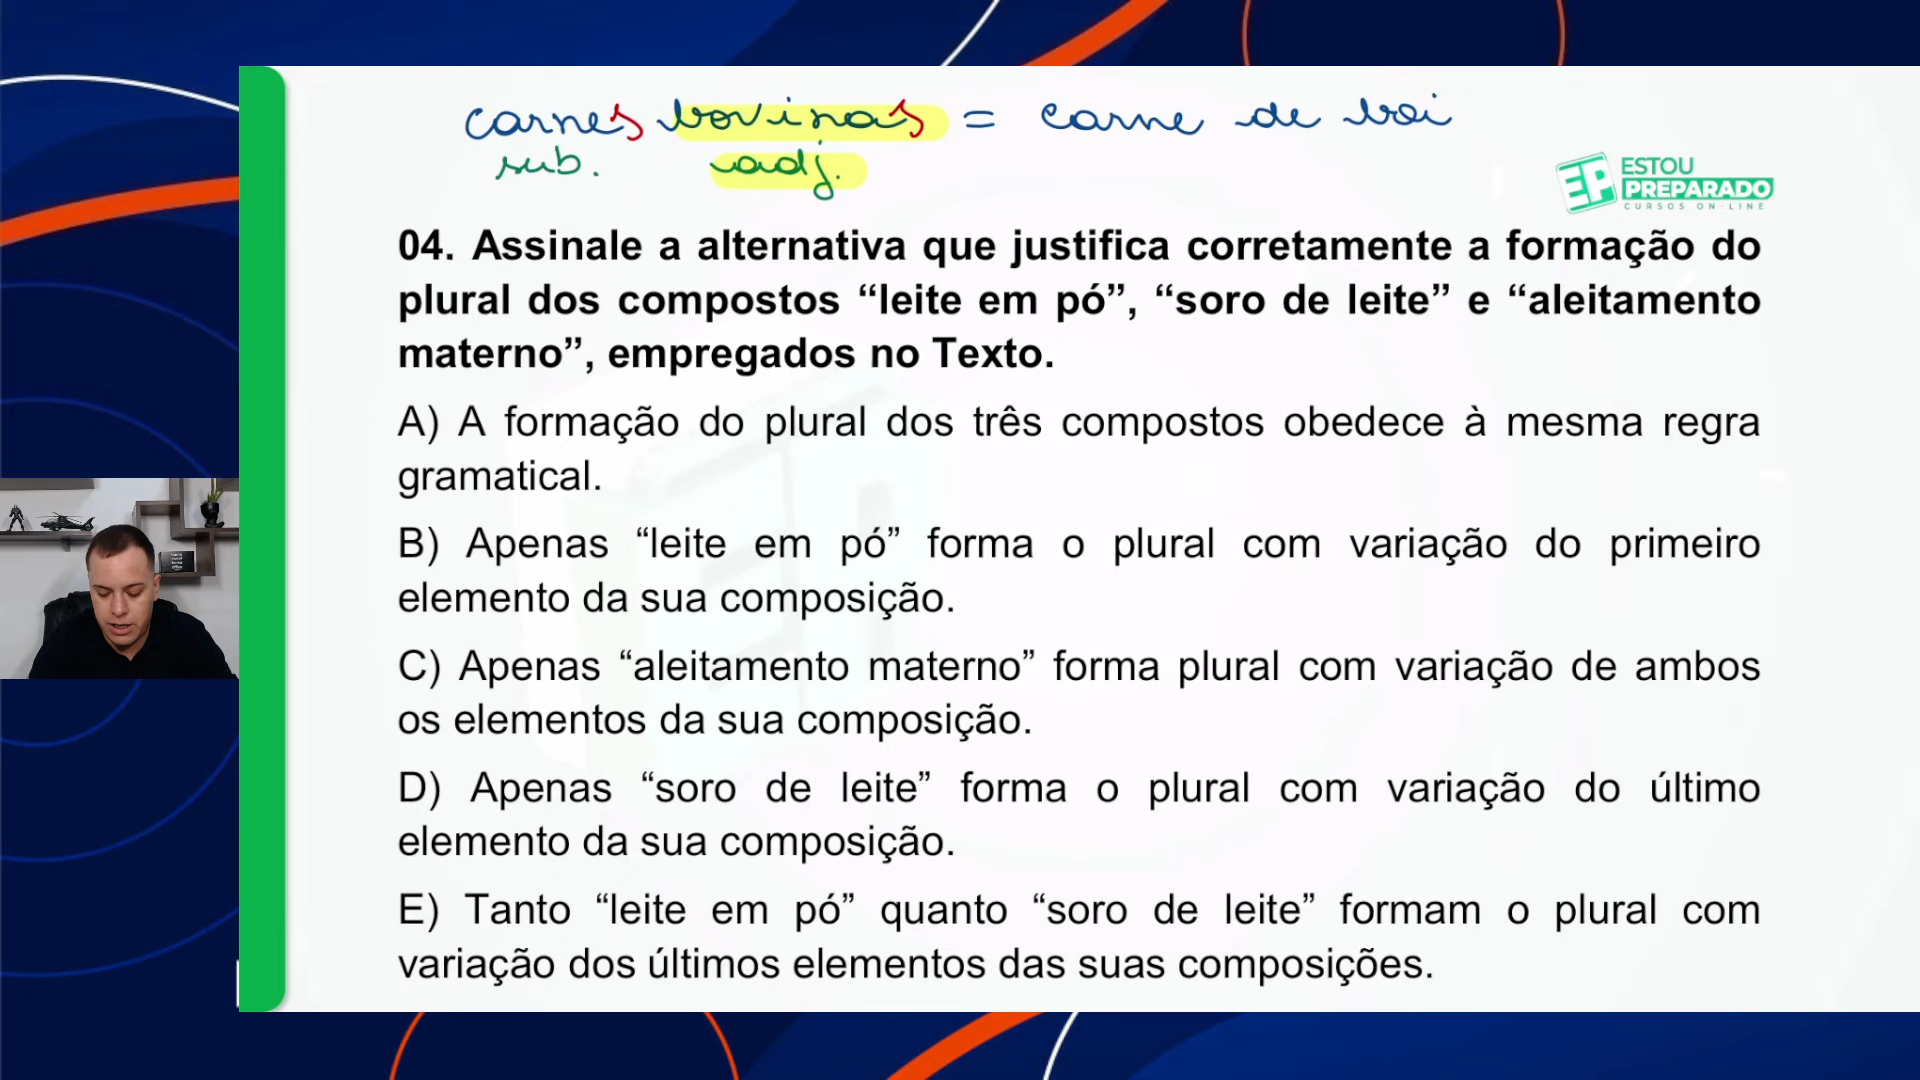 carnes bovinas = carne de boi
sub. adj.
ESTOU
PREPARADO
CURSOS ON-LINE
04. Assinale a alternativa que justifica corretamente a formação do
plural dos compostos “leite em pó”, “soro de leite” e “aleitamento
materno”, empregados no Texto.
A) A formação do plural dos três compostos obedece à mesma regra
gramatical.
B) Apenas “leite em pó” forma o plural com variação do primeiro
elemento da sua composição.
C) Apenas “aleitamento materno” forma plural com variação de ambos
os elementos da sua composição.
D) Apenas “soro de leite” forma o plural com variação do último
elemento da sua composição.
E) Tanto “leite em pó” quanto “soro de leite” formam o plural com
variação dos últimos elementos das suas composições.